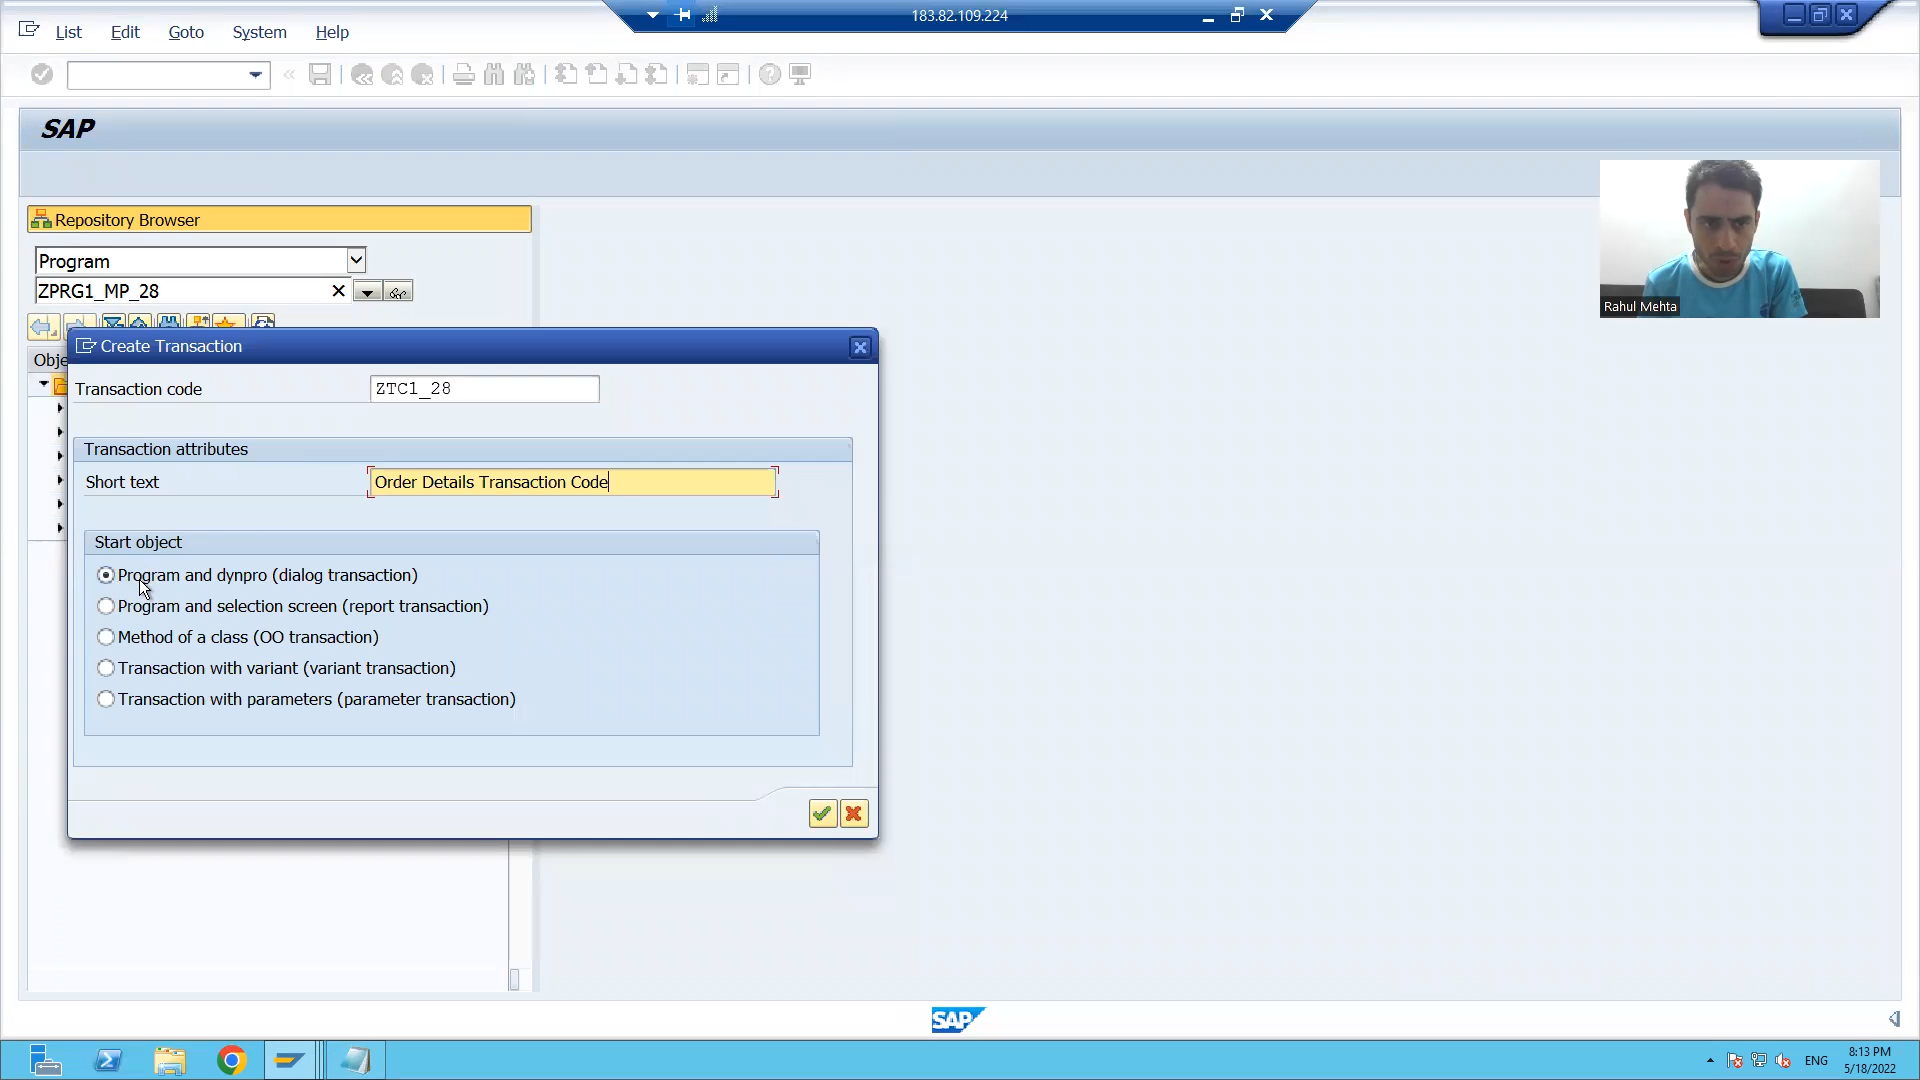 183.82.109.224
List Edit Goto System Help
SAP
Repository Browser
Program
ZPRG1_MP_28
Obje
Create Transaction
Transaction code ZTC1_28
Transaction attributes
Short text Order Details Transaction Code
Start object
Program and dynpro (dialog transaction)
Program and selection screen (report transaction)
Method of a class (OO transaction)
Transaction with variant (variant transaction)
Transaction with parameters (parameter transaction)
Rahul Mehta
SAP
ENG
8:13 PM
5/18/2022